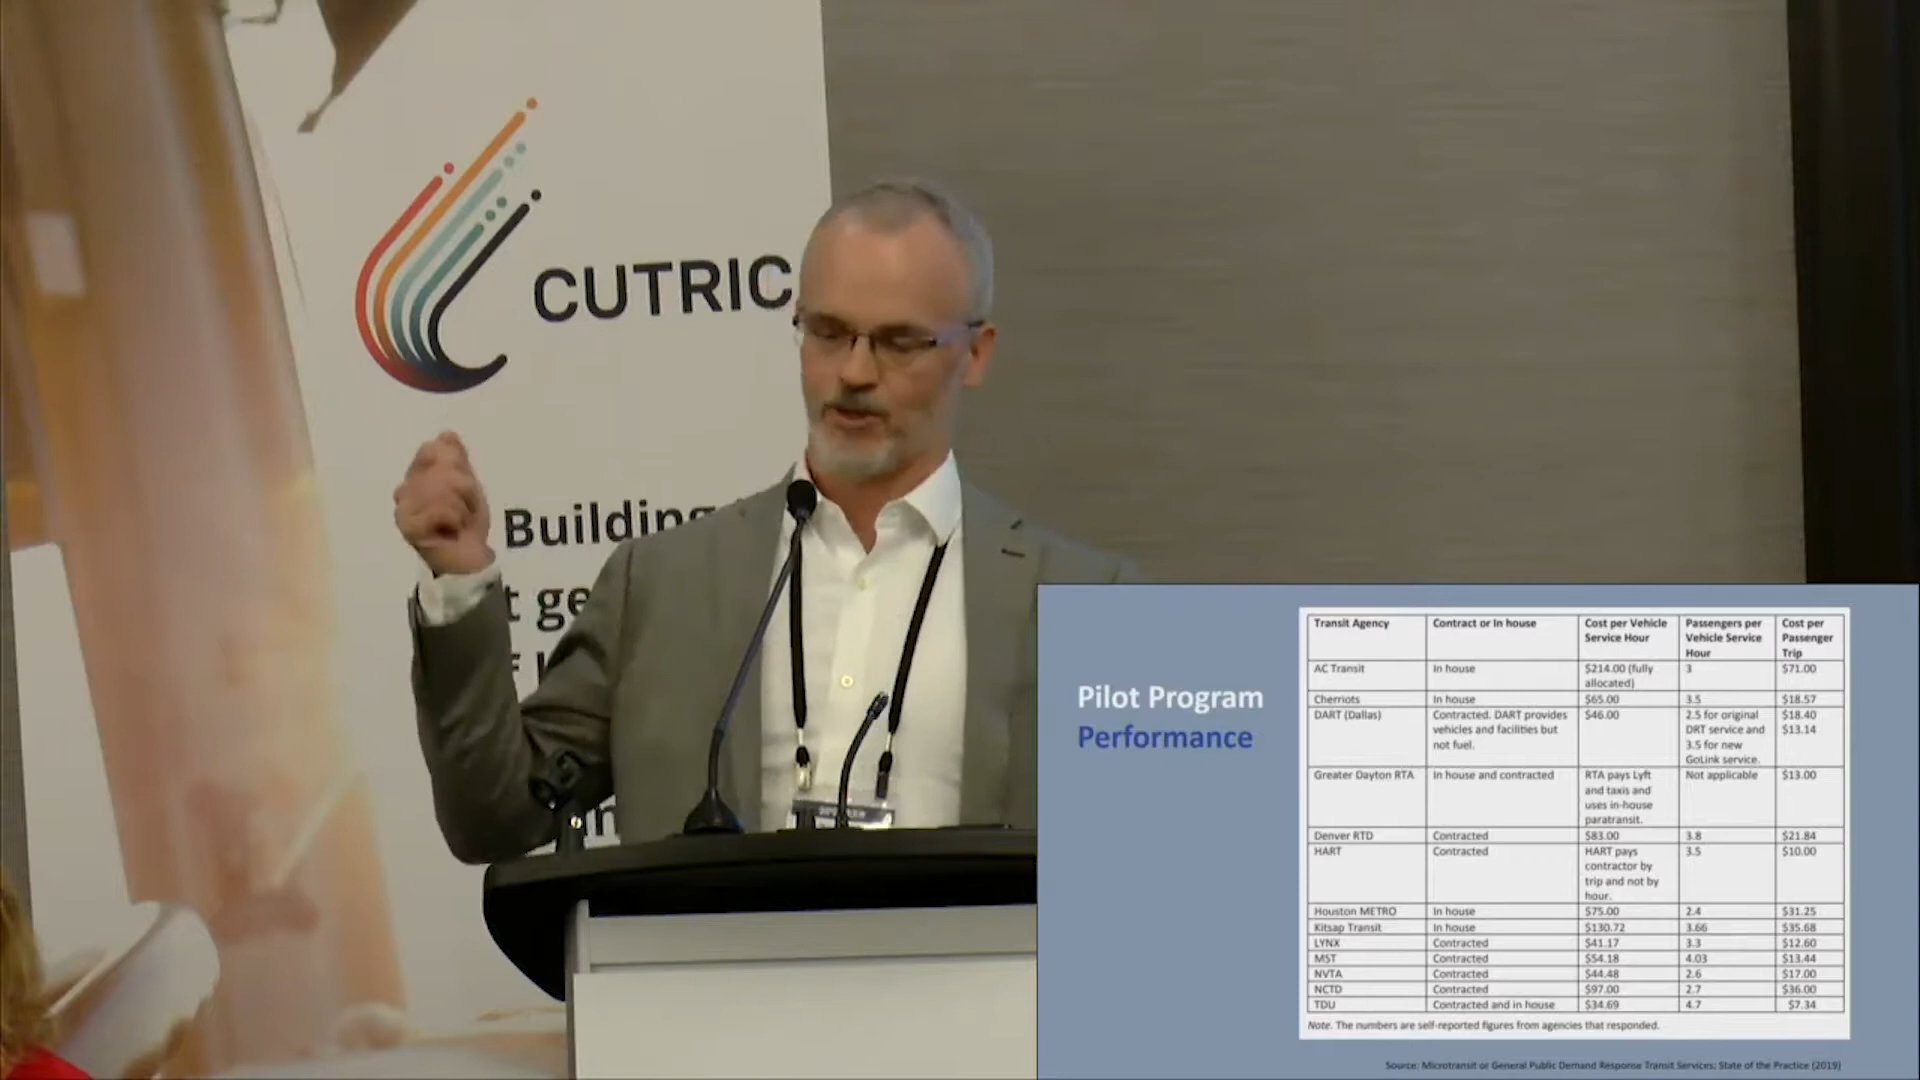 CUTRIC
Building
t ge
Pilot Program
Performance
Transit Agency Contract or In house Cost per Vehicle Service Hour Passengers per Vehicle Service Hour Cost per Passenger Trip
AC Transit In house $214.00 (fully allocated) 3 $71.00
Cherriots In house $65.00 3.5 $18.57
DART (Dallas) Contracted. DART provides vehicles and facilities but not fuel. $46.00 2.5 for original DRT service and 3.5 for new GoLink service. $18.40 $13.14
Greater Dayton RTA In house and contracted RTA pays Lyft and taxis and uses in-house paratransit. Not applicable $13.00
Denver RTD Contracted $83.00 3.8 $21.84
HART Contracted HART pays contractor by trip and not by hour. 3.5 $10.00
Houston METRO In house $75.00 2.4 $31.25
Kitsap Transit In house $130.72 3.66 $35.68
LYNX Contracted $41.17 3.3 $12.60
MST Contracted $54.18 4.03 $13.44
NVTA Contracted $44.48 2.6 $17.00
NCTD Contracted $97.00 2.7 $36.00
TDU Contracted and in house $34.69 4.7 $7.34
Note. The numbers are self-reported figures from agencies that responded.
Source: Microtransit or General Public Demand Response Transit Services: State of the Practice (2019)